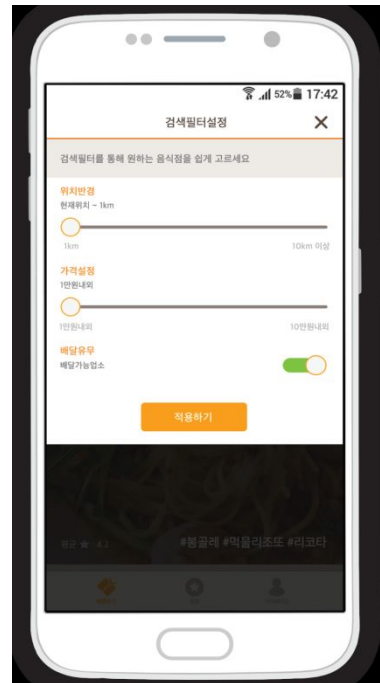 52% 17:42
검색필터설정
검색필터를 통해 원하는 음식점을 쉽게 고르세요
위치반경
현재위치 ~ 1km
1km 10km 이상
가격설정
1만원내외
1만원내외 10만원내외
배달유무
배달가능업소
적용하기
평균 ★ 4.2 #봉골레 #먹물리조또 #리코타